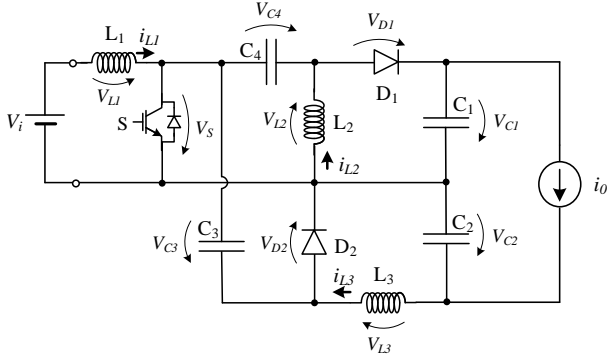 L1 iL1 VC4 VD1
C4 D1
VL1
Vi S VS VL2 L2 C1 VC1
iL2 i0
C3 C2
VC3 VD2 D2 VC2
iL3 L3
VL3